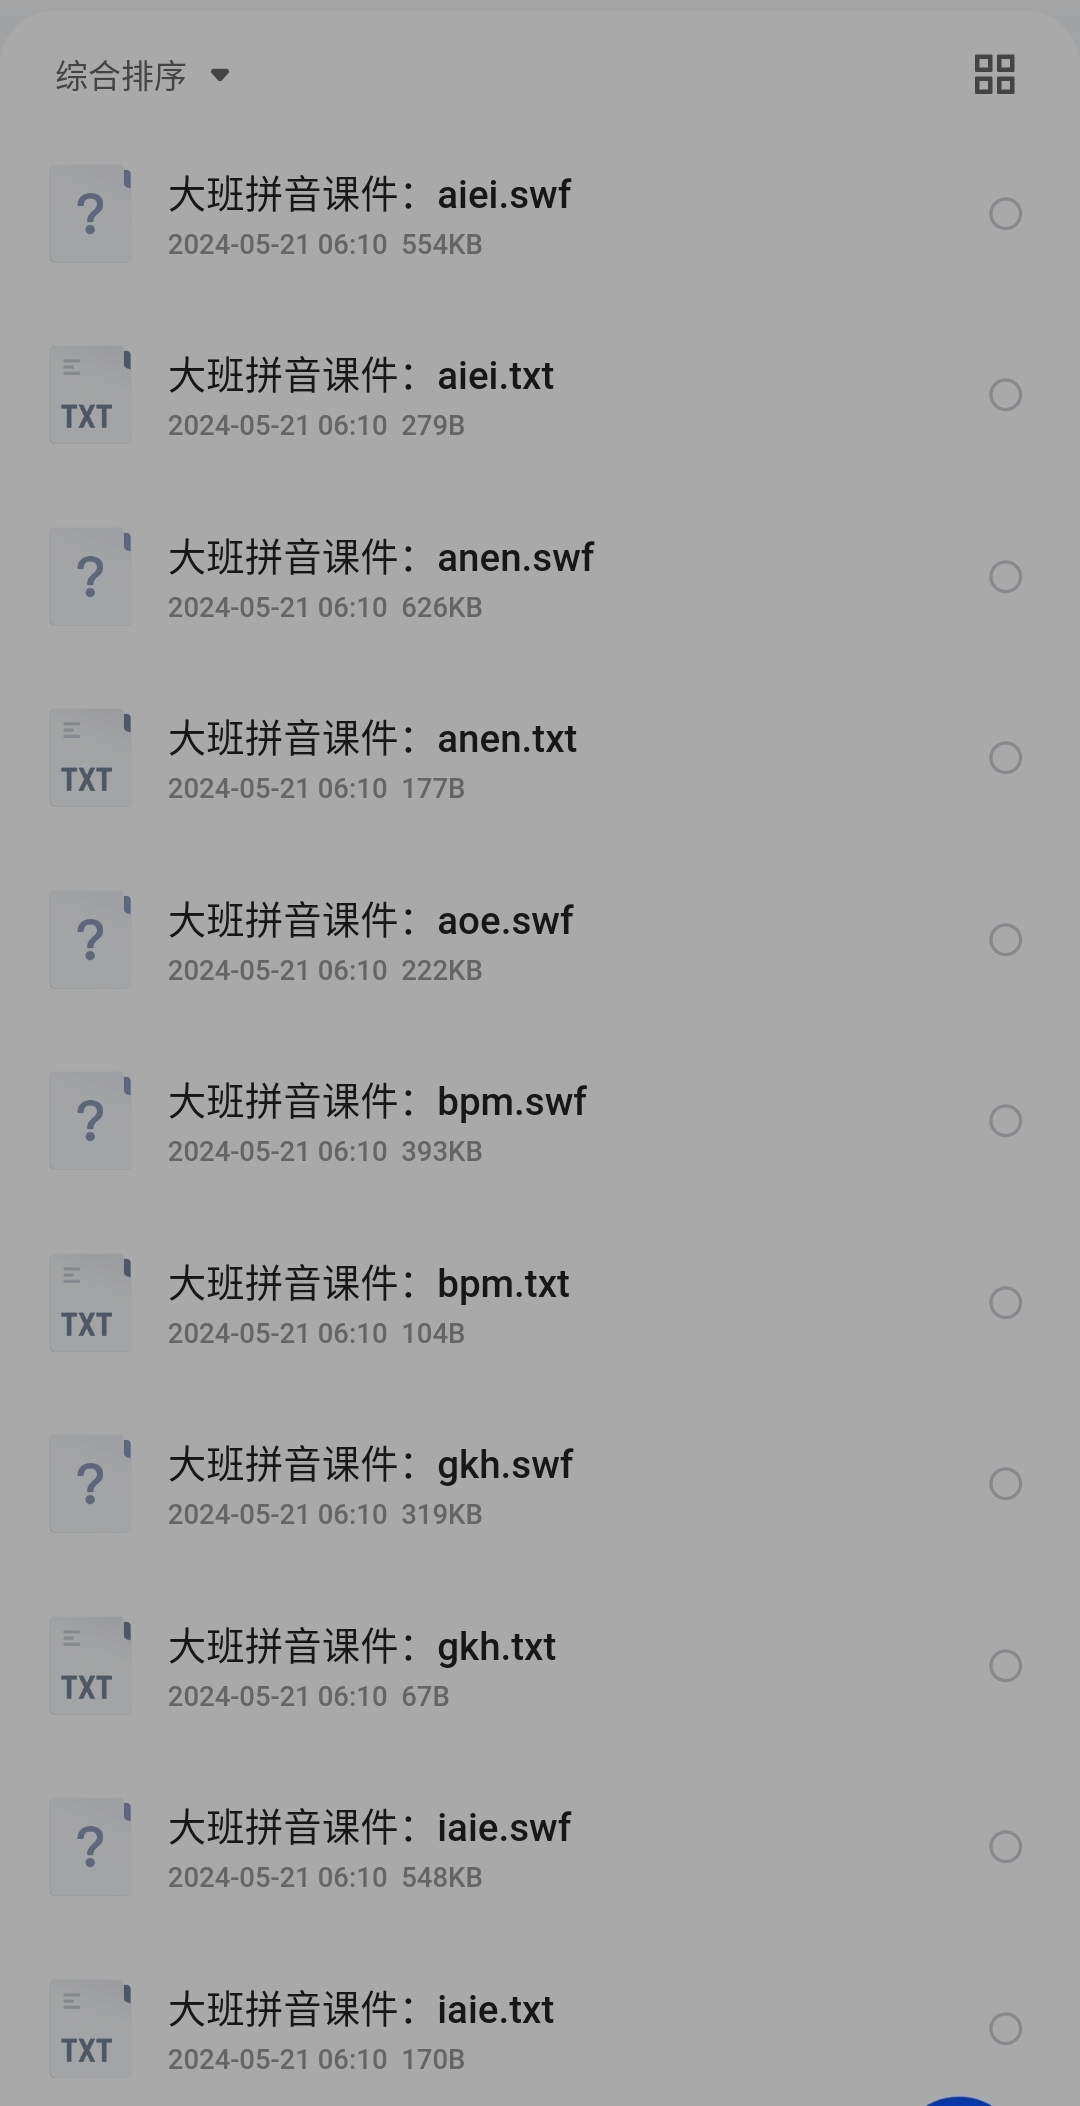 综合排序
?
大班拼音课件：aiei.swf
2024-05-21 06:10 554KB
TXT
大班拼音课件：aiei.txt
2024-05-21 06:10 279B
?
大班拼音课件：anen.swf
2024-05-21 06:10 626KB
TXT
大班拼音课件：anen.txt
2024-05-21 06:10 177B
?
大班拼音课件：aoe.swf
2024-05-21 06:10 222KB
?
大班拼音课件：bpm.swf
2024-05-21 06:10 393KB
TXT
大班拼音课件：bpm.txt
2024-05-21 06:10 104B
?
大班拼音课件：gkh.swf
2024-05-21 06:10 319KB
TXT
大班拼音课件：gkh.txt
2024-05-21 06:10 67B
?
大班拼音课件：iaie.swf
2024-05-21 06:10 548KB
TXT
大班拼音课件：iaie.txt
2024-05-21 06:10 170B